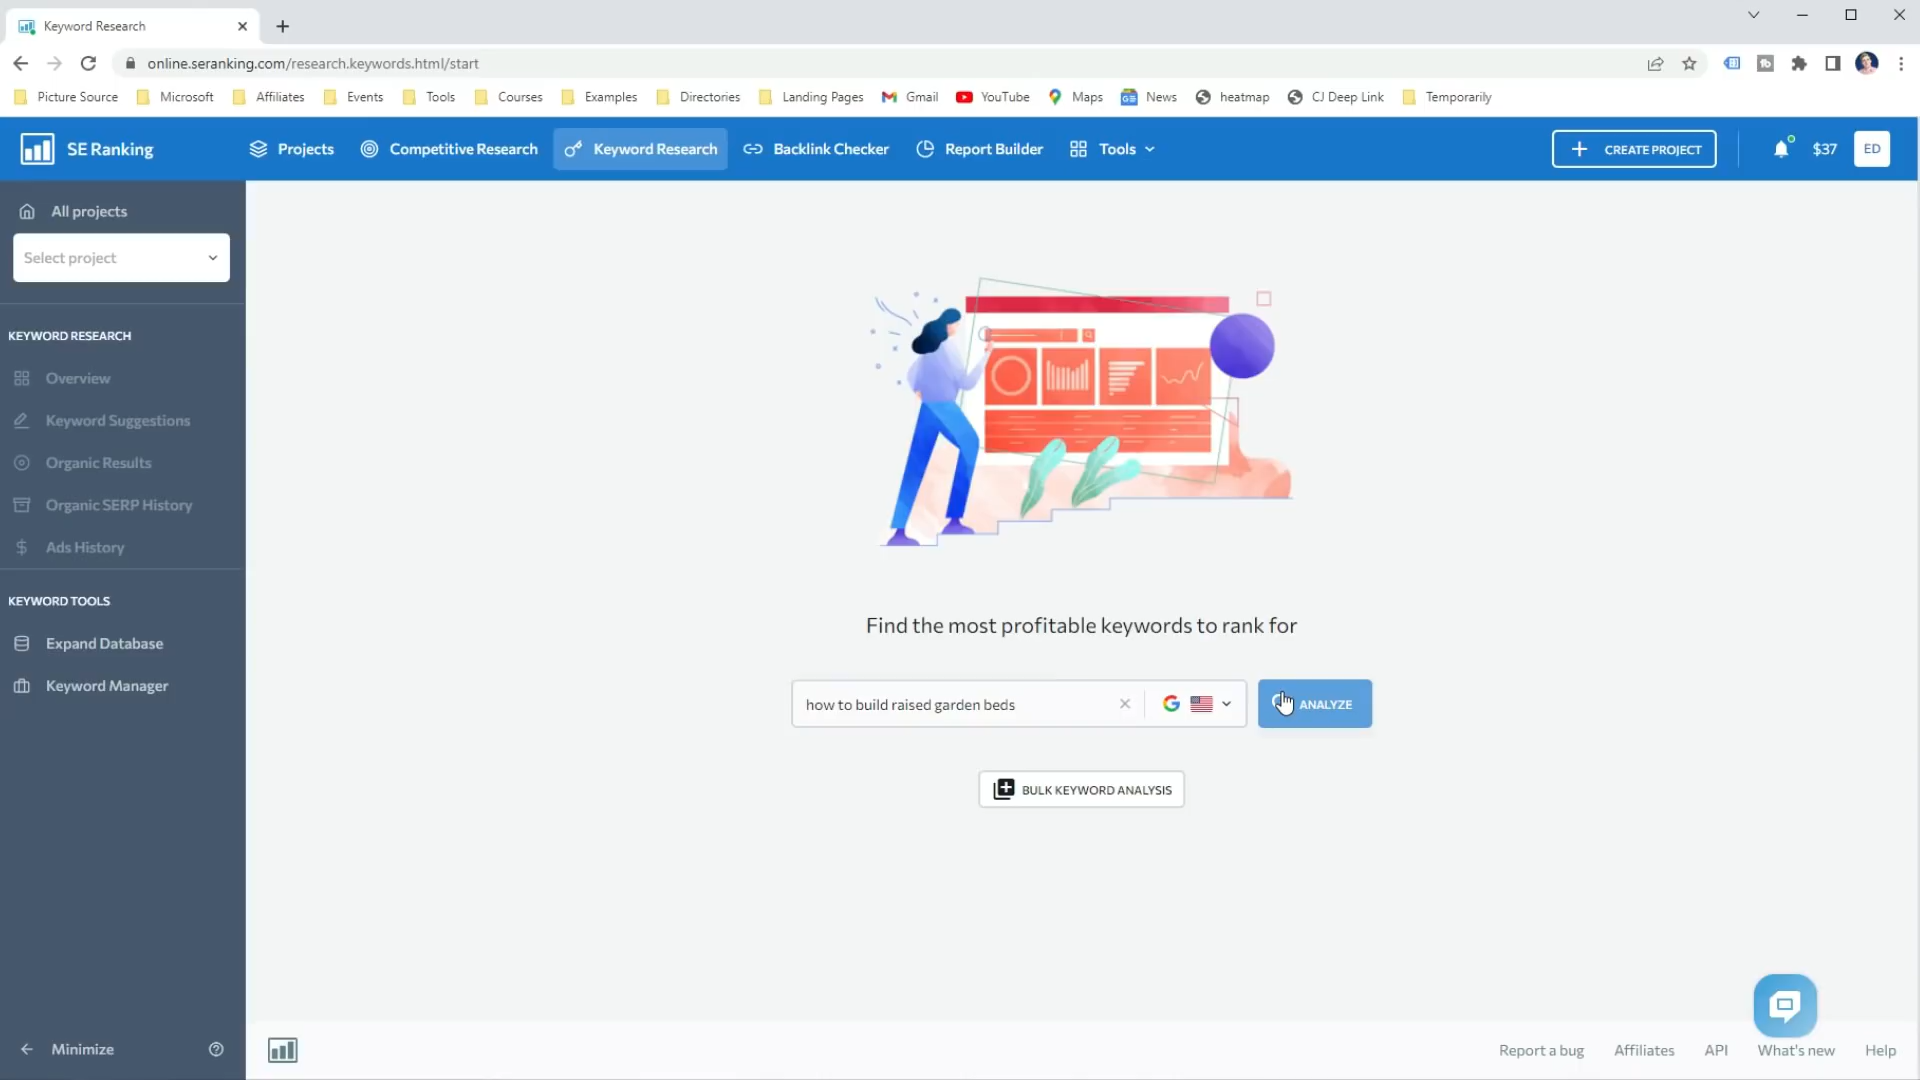 Keyword Research
online.seranking.com/research.keywords.html/start
Picture Source Microsoft Affiliates Events Tools Courses Examples Directories Landing Pages Gmail YouTube Maps News heatmap CJ Deep Link Temporarily
SE Ranking Projects Competitive Research Keyword Research Backlink Checker Report Builder Tools CREATE PROJECT $37 ED
All projects
Select project
KEYWORD RESEARCH
Overview
Keyword Suggestions
Organic Results
Organic SERP History
Ads History
KEYWORD TOOLS
Expand Database
Keyword Manager
Minimize
Find the most profitable keywords to rank for
how to build raised garden beds ANALYZE
BULK KEYWORD ANALYSIS
Report a bug Affiliates API What's new Help